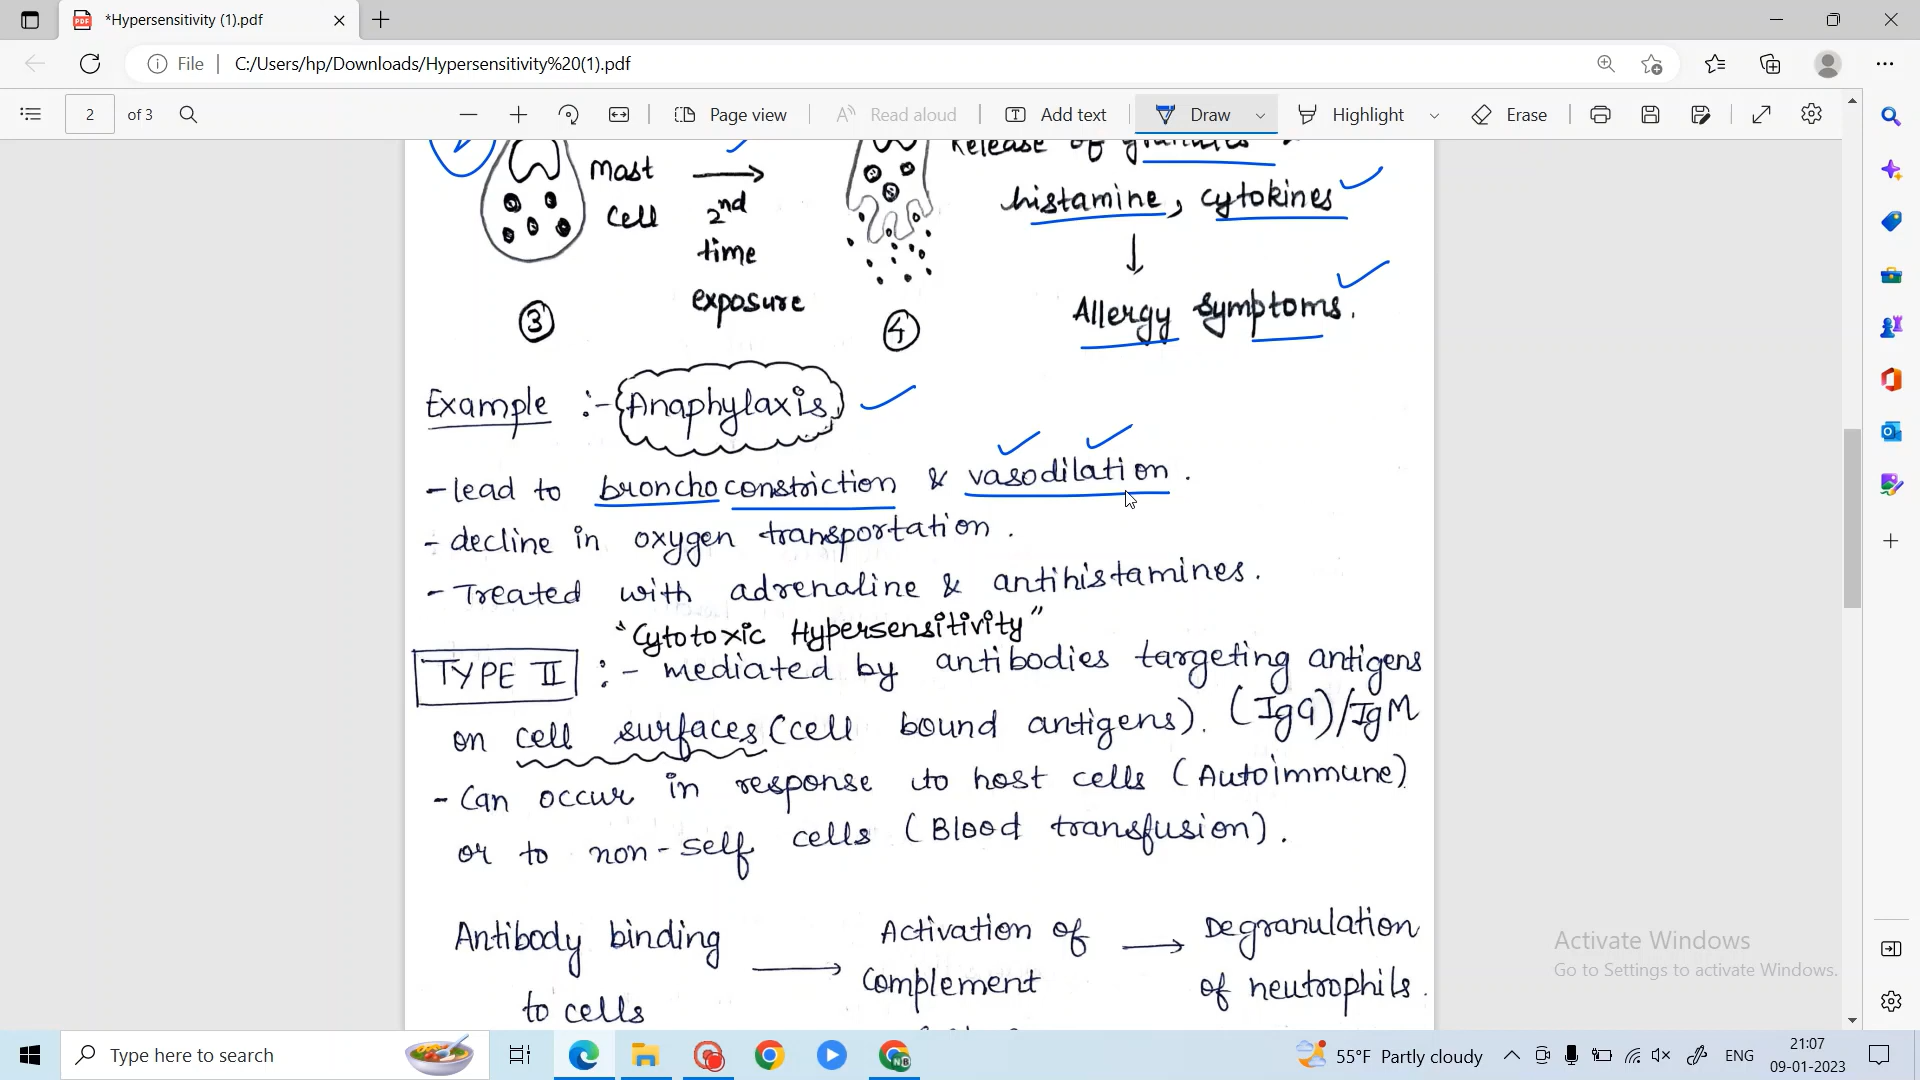 *Hypersensitivity (1).pdf
File C:/Users/hp/Downloads/Hypersensitivity%20(1).pdf
2 of 3 Page view Read aloud Add text Draw Highlight Erase
Release of granules
mast cell
2nd time exposure
histamine, cytokines
Allergy symptoms.
3
4
Example :- Anaphylaxis
- lead to bronchoconstriction & vasodilation.
- decline in oxygen transportation.
- Treated with adrenaline & antihistamines.
"Cytotoxic Hypersensitivity"
TYPE II :- mediated by antibodies targeting antigens
on cell surfaces (cell bound antigens). (IgG)/IgM
- Can occur in response to host cells (Autoimmune)
or to non-self cells (Blood transfusion).
Antibody binding to cells
Activation of complement
Degranulation of neutrophils.
Activate Windows
Go to Settings to activate Windows.
Type here to search
55°F Partly cloudy ENG 21:07
09-01-2023